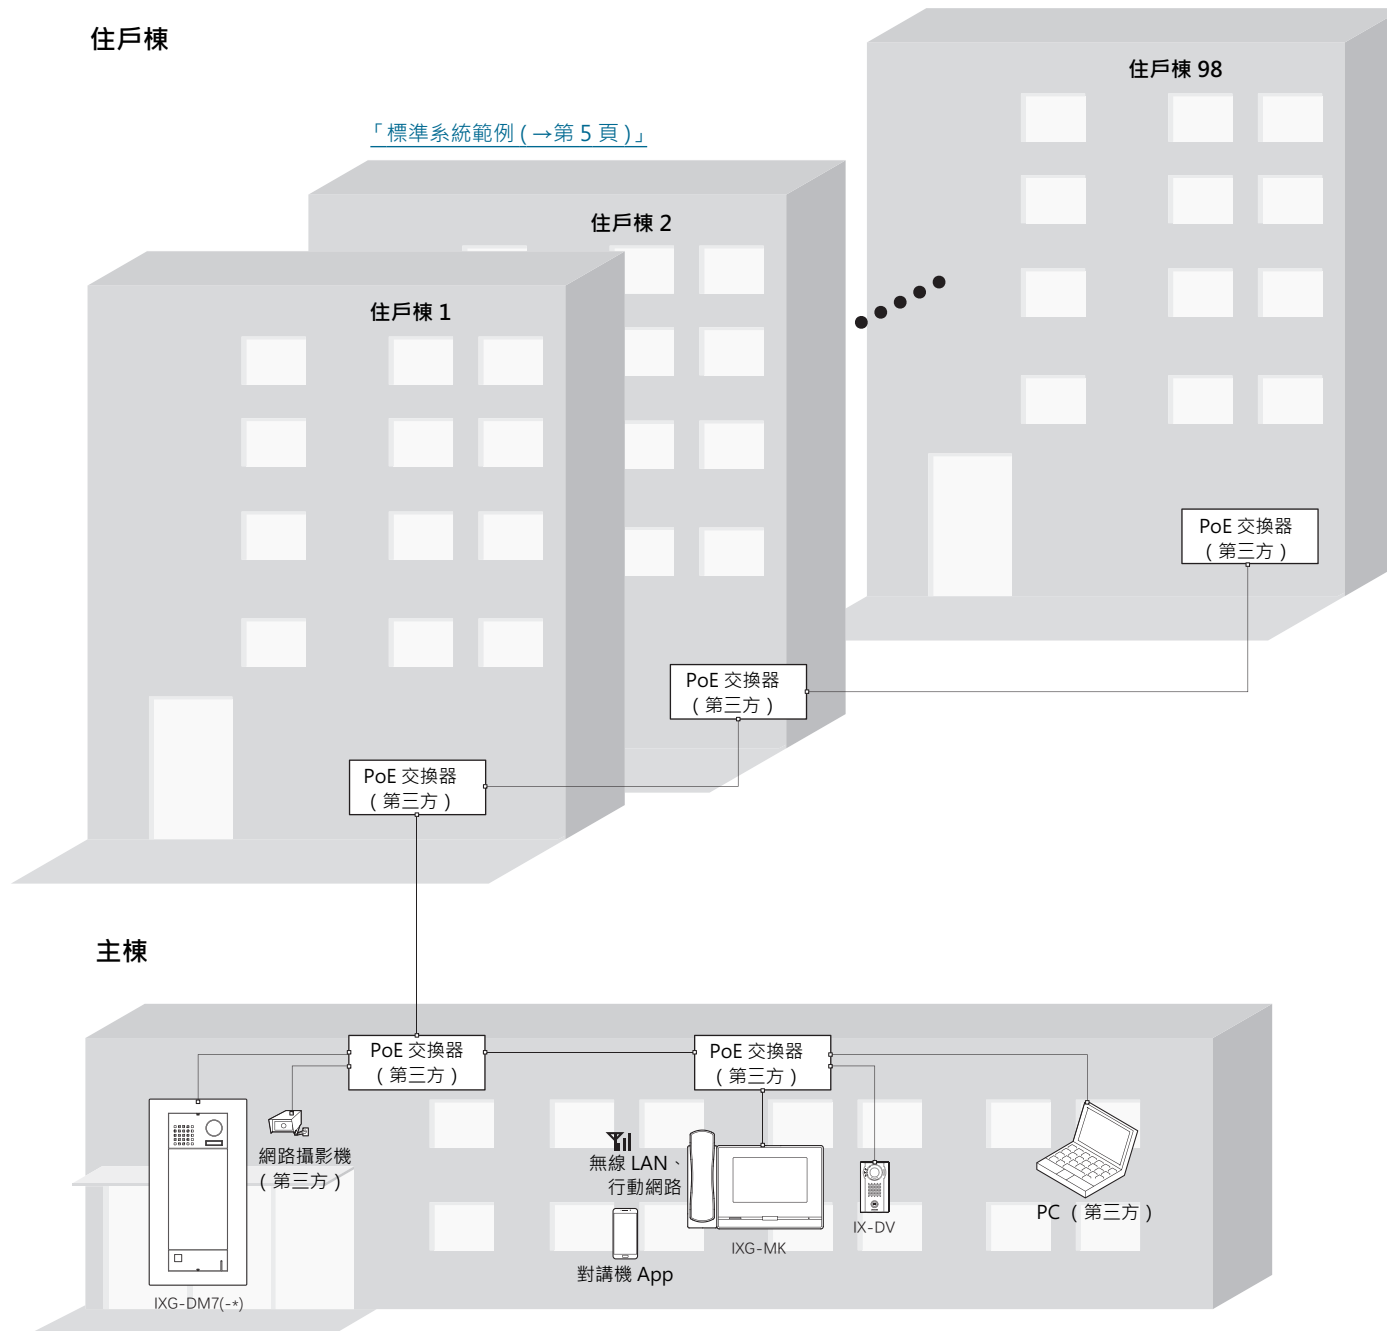 住戶棟
住戶棟 98
「標準系統範例 ( →第 5 頁 )」
住戶棟 2
住戶棟 1
PoE 交換器
( 第三方 )
PoE 交換器
( 第三方 )
PoE 交換器
( 第三方 )
主棟
PoE 交換器
( 第三方 )
PoE 交換器
( 第三方 )
網路攝影機
( 第三方 )
無線 LAN、
行動網路
對講機 App
IXG-MK
IX-DV
PC ( 第三方 )
IXG-DM7(-*)